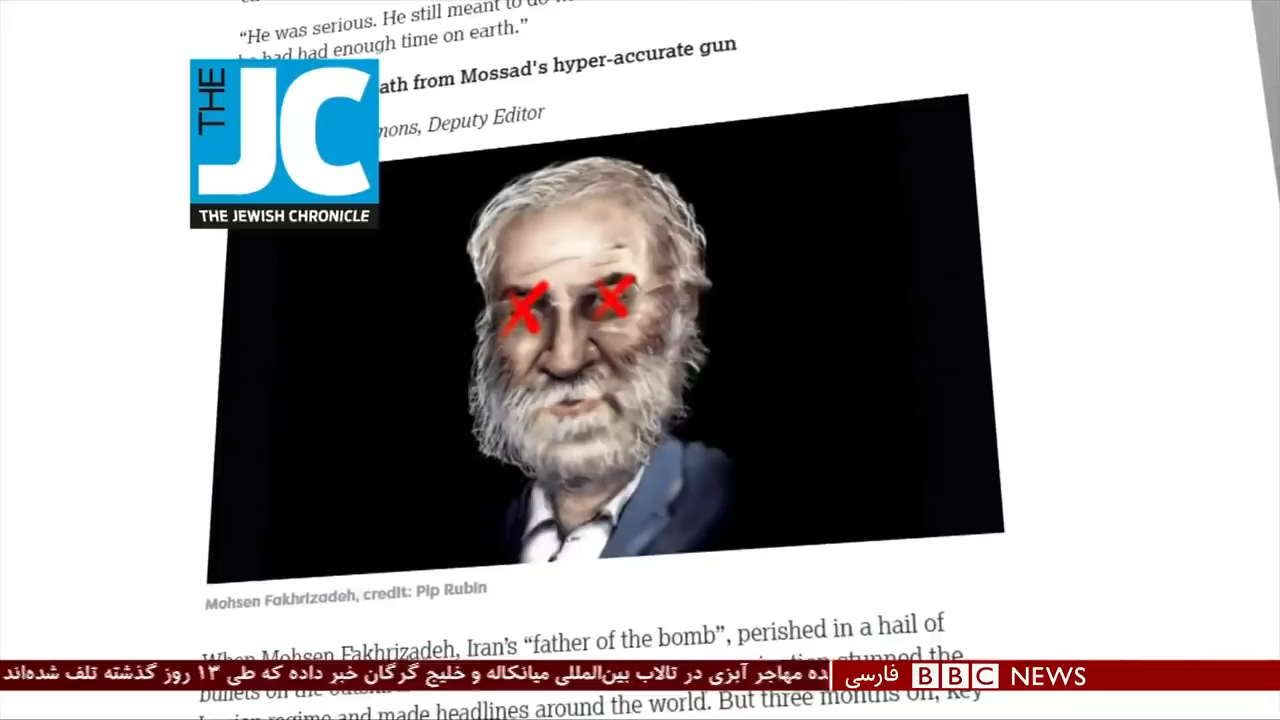 “He was serious. He still meant to do
he had had enough time on earth.”
ath from Mossad's hyper-accurate gun
mons, Deputy Editor
THE
JC
THE JEWISH CHRONICLE
Mohsen Fakhrizadeh, credit: Pip Rubin
When Mohsen Fakhrizadeh, Iran’s “father of the bomb”, perished in a hail of
stunned the
bullets on the
regime and made headlines around the world. But three months on, key
ده مهاجر آبزی در تالاب بین‌المللی میانکاله و خلیج گرگان خبر داده که طی ۱۳ روز گذشته تلف شده‌اند
فارسی BBC NEWS